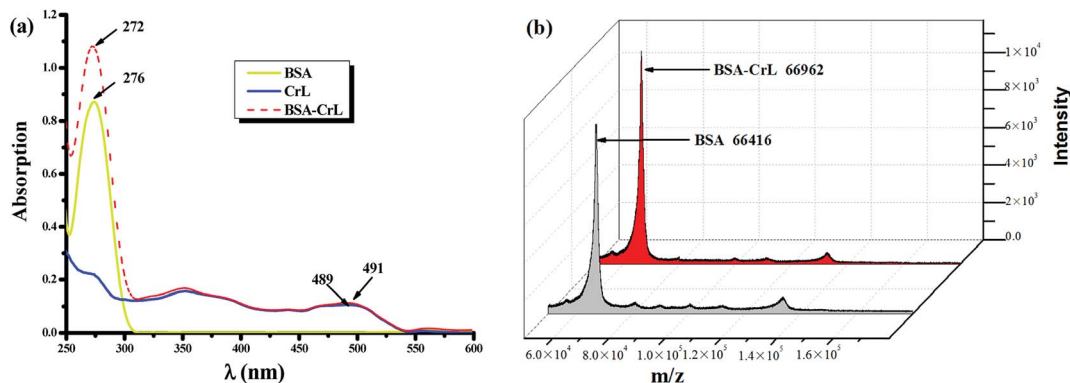 (a)
1.2
1.0
0.8
0.6
0.4
0.2
0.0
Absorption
272
276
BSA
CrL
BSA-CrL
489
491
250 300 350 400 450 500 550 600
λ (nm)
(b)
BSA-CrL 66962
BSA 66416
1×10⁴
8×10³
6×10³
4×10³
2×10³
0.0
Intensity
6.0×10⁴ 8.0×10⁴ 1.0×10⁵ 1.2×10⁵ 1.4×10⁵ 1.6×10⁵
m/z